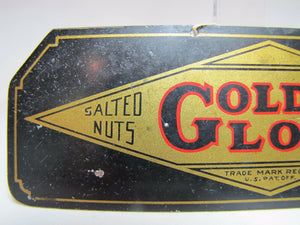 SALTED
NUTS
GOLD
GLO
TRADE MARK REG
U.S. PAT. OFF.